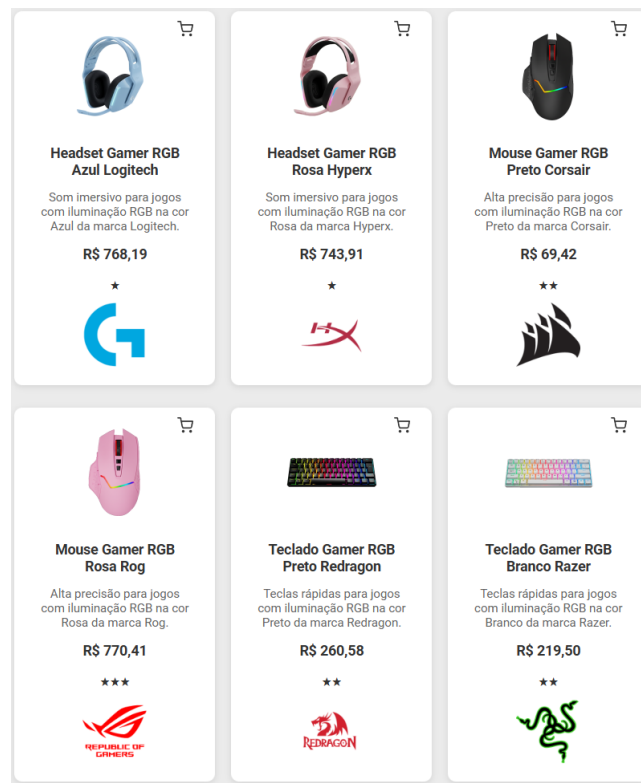 Headset Gamer RGB
Azul Logitech
Som imersivo para jogos
com iluminação RGB na cor
Azul da marca Logitech.
R$ 768,19
★
Headset Gamer RGB
Rosa Hyperx
Som imersivo para jogos
com iluminação RGB na cor
Rosa da marca Hyperx.
R$ 743,91
★
HX
Mouse Gamer RGB
Preto Corsair
Alta precisão para jogos
com iluminação RGB na cor
Preto da marca Corsair.
R$ 69,42
★★
Mouse Gamer RGB
Rosa Rog
Alta precisão para jogos
com iluminação RGB na cor
Rosa da marca Rog.
R$ 770,41
★★★
REPUBLIC OF
GAMERS
Teclado Gamer RGB
Preto Redragon
Teclas rápidas para jogos
com iluminação RGB na cor
Preto da marca Redragon.
R$ 260,58
★★
REDRAGON
Teclado Gamer RGB
Branco Razer
Teclas rápidas para jogos
com iluminação RGB na cor
Branco da marca Razer.
R$ 219,50
★★